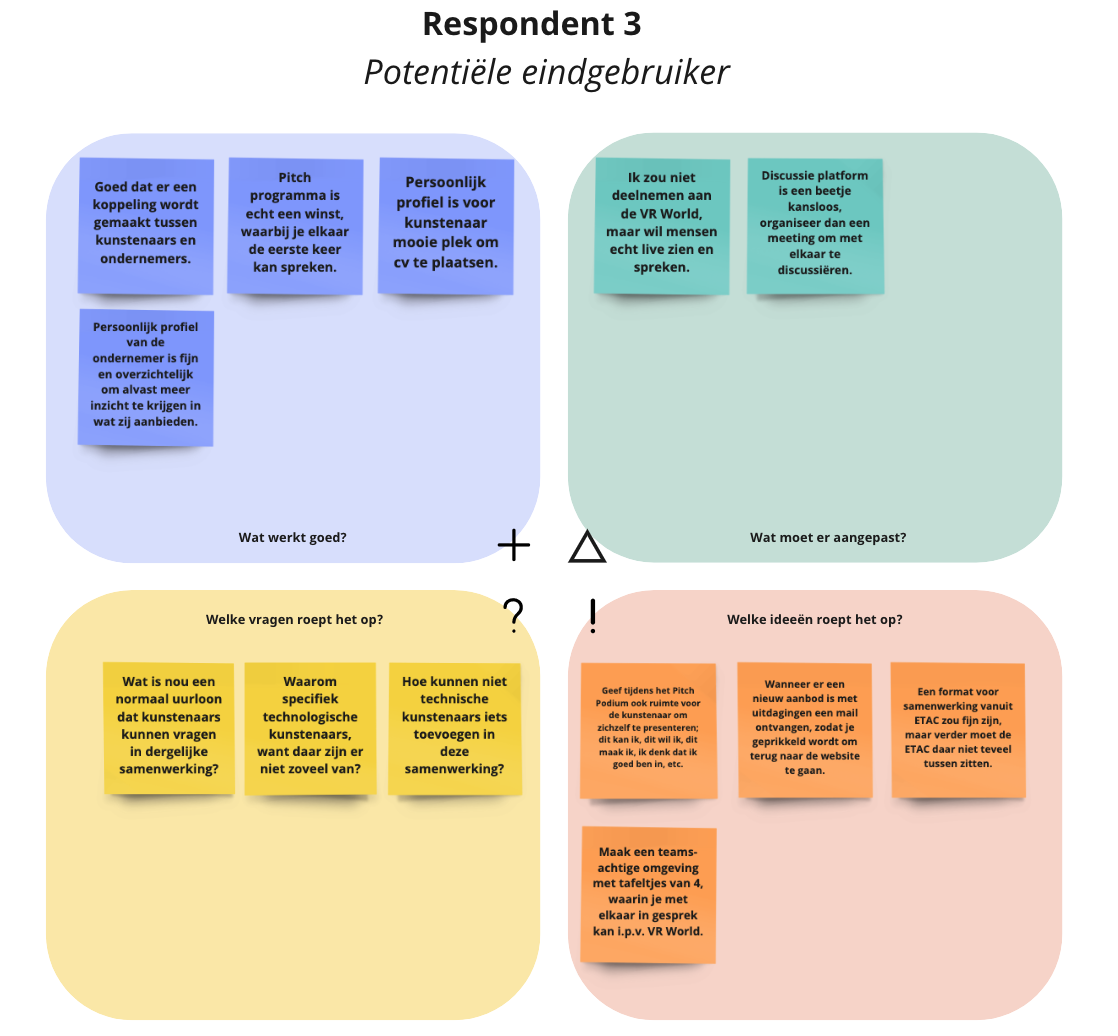 Respondent 3
Potentiële eindgebruiker
Goed dat er een
koppeling wordt
gemaakt tussen
kunstenaars en
ondernemers.
Pitch
programma is
echt een winst,
waarbij je elkaar
de eerste keer
kan spreken.
Persoonlijk
profiel is voor
kunstenaar
mooie plek om
cv te plaatsen.
Persoonlijk profiel
van de
ondernemer is fijn
en overzichtelijk
om alvast meer
inzicht te krijgen in
wat zij aanbieden.
Wat werkt goed?
Ik zou niet
deelnemen aan
de VR World,
maar wil mensen
echt live zien en
spreken.
Discussie platform
is een beetje
kansloos,
organiseer dan een
meeting om met
elkaar te
discussiëren.
Wat moet er aangepast?
Welke vragen roept het op?
?
Wat is nou een
normaal uurloon
dat kunstenaars
kunnen vragen
in dergelijke
samenwerking?
Waarom
specifiek
technologische
kunstenaars,
want daar zijn er
niet zoveel van?
Hoe kunnen niet
technische
kunstenaars iets
toevoegen in
deze
samenwerking?
!
Welke ideeën roept het op?
Geef tijdens het Pitch
Podium ook ruimte voor
de kunstenaar om
zichzelf te presenteren;
dit kan ik, dit wil ik, dit
maak ik, ik denk dat ik
goed ben in, etc.
Wanneer er een
nieuw aanbod is met
uitdagingen een mail
ontvangen, zodat je
geprikkeld wordt om
terug naar de website
te gaan.
Een format voor
samenwerking vanuit
ETAC zou fijn zijn,
maar verder moet de
ETAC daar niet teveel
tussen zitten.
Maak een teams-
achtige omgeving
met tafeltjes van 4,
waarin je met
elkaar in gesprek
kan i.p.v. VR World.